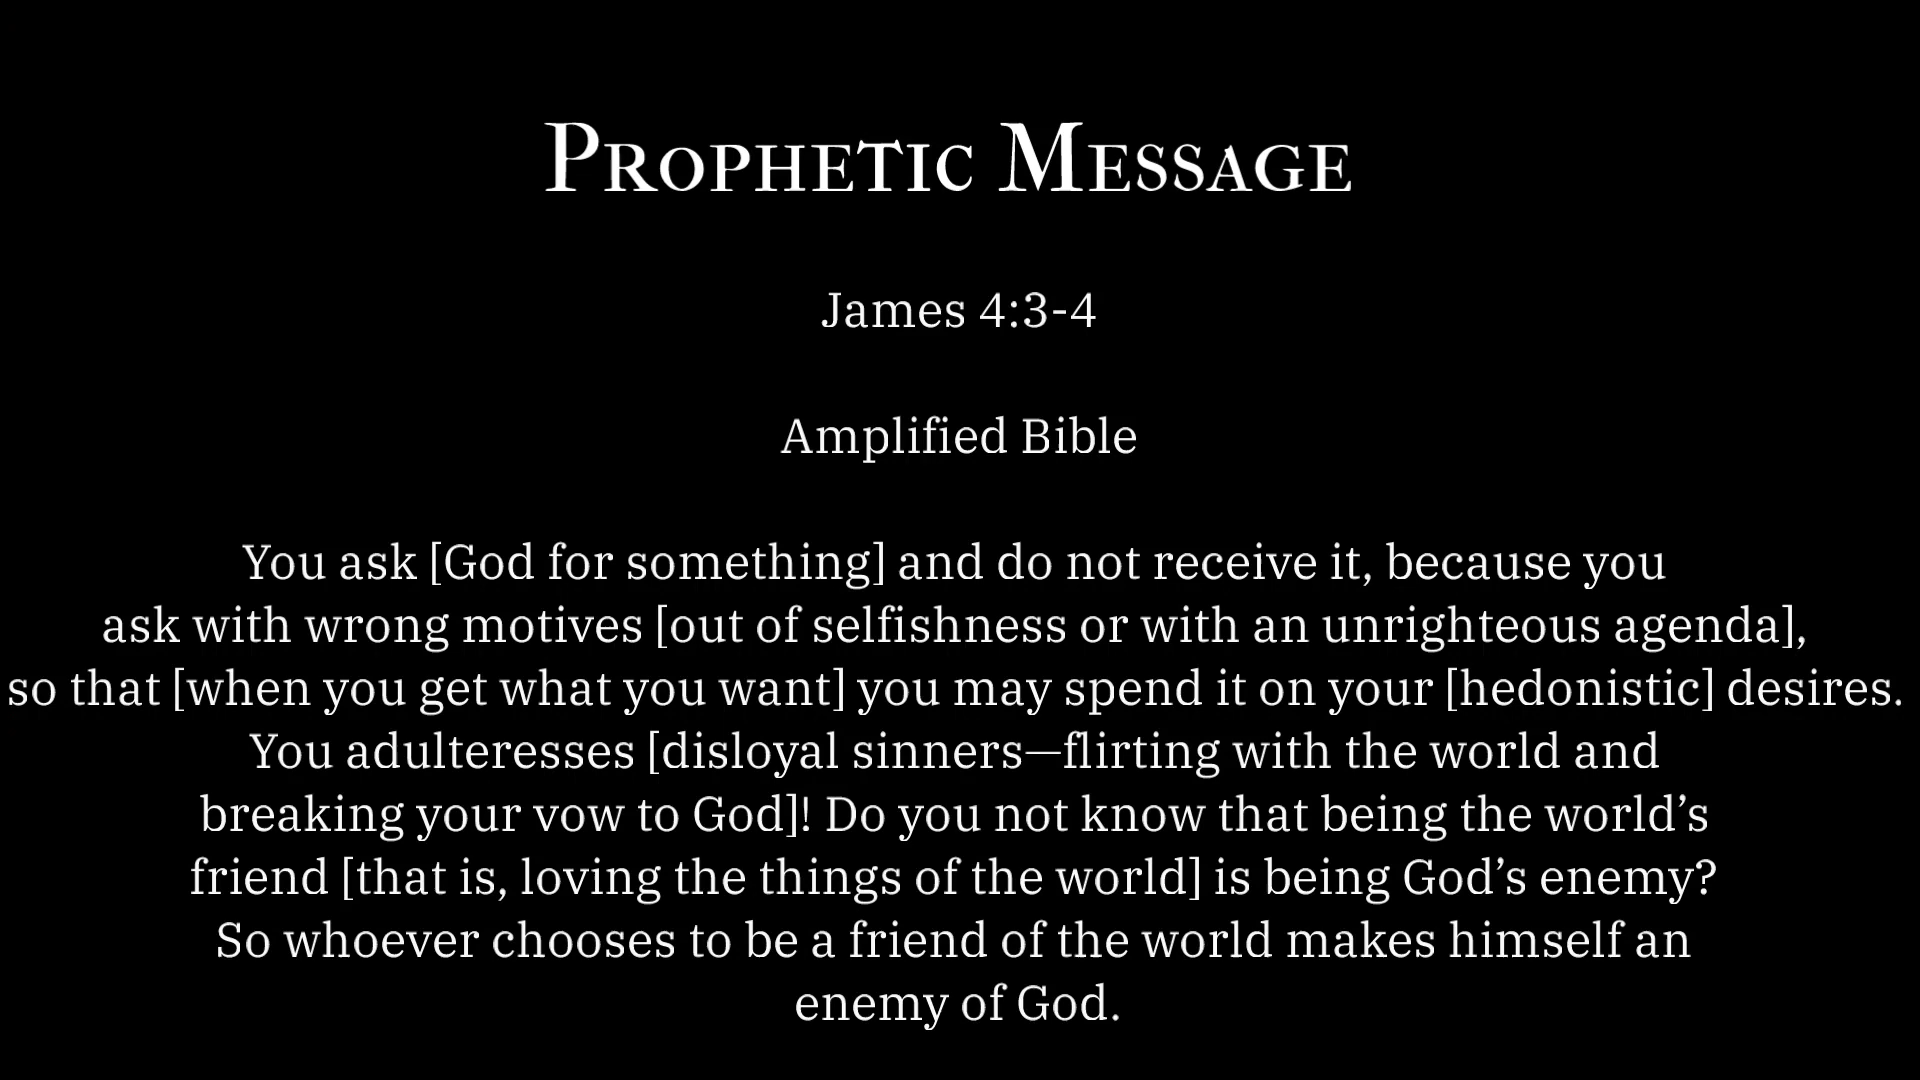 Prophetic Message
James 4:3-4
Amplified Bible
You ask [God for something] and do not receive it, because you
ask with wrong motives [out of selfishness or with an unrighteous agenda],
so that [when you get what you want] you may spend it on your [hedonistic] desires.
You adulteresses [disloyal sinners—flirting with the world and
breaking your vow to God]! Do you not know that being the world’s
friend [that is, loving the things of the world] is being God’s enemy?
So whoever chooses to be a friend of the world makes himself an
enemy of God.